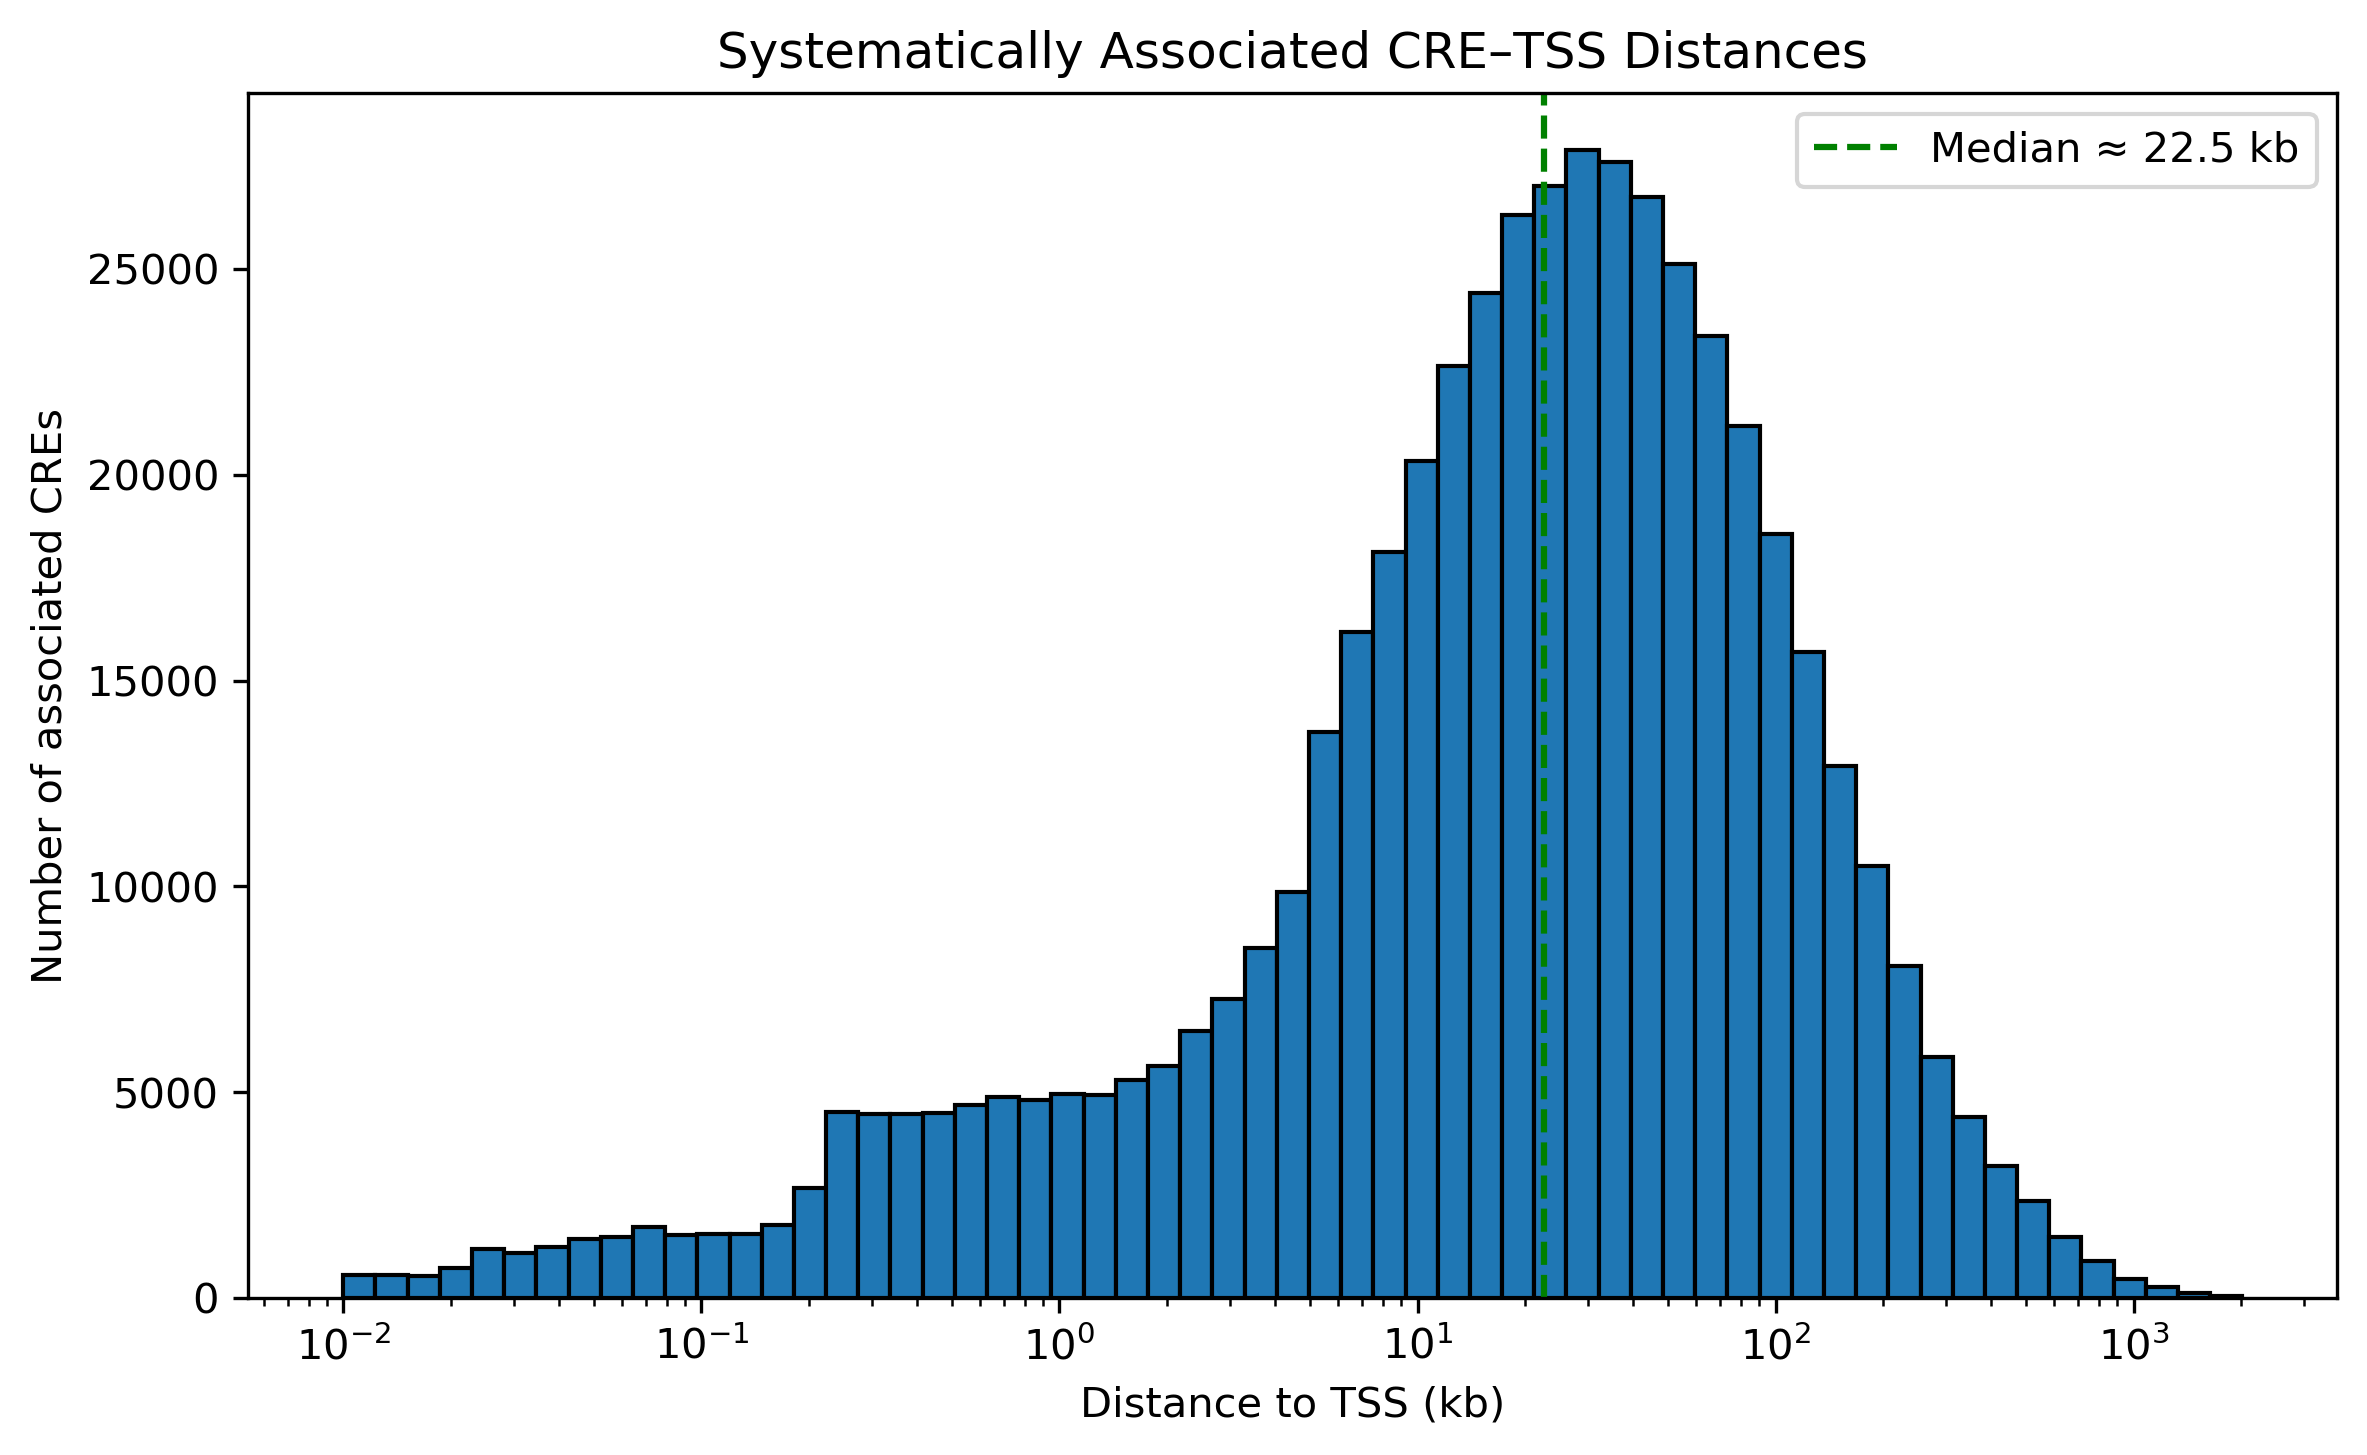 Systematically Associated CRE–TSS Distances
Median ≈ 22.5 kb
Number of associated CREs
25000
20000
15000
10000
5000
0
10⁻² 10⁻¹ 10⁰ 10¹ 10² 10³
Distance to TSS (kb)